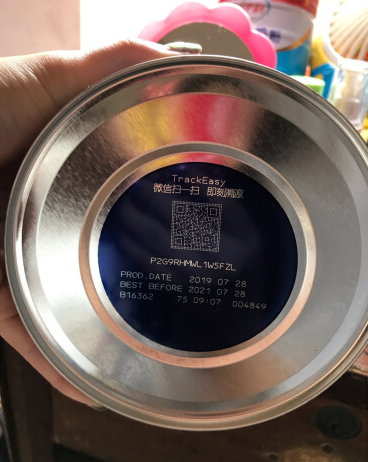 TrackEasy
微信扫一扫 即刻溯源
P2G9RHMWL1W5FZL
PROD.DATE 2019 07 28
BEST BEFORE 2021 07 28
B16362 75 09:07 004849